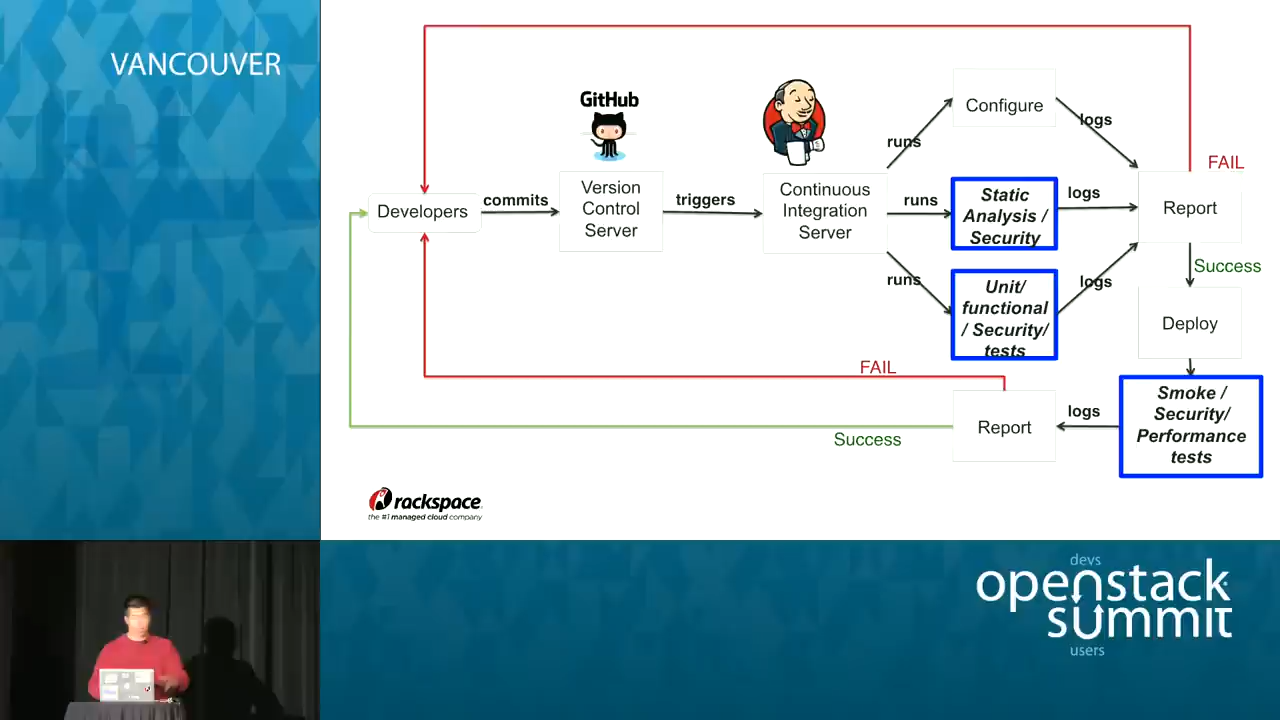 VANCOUVER
GitHub
Configure
logs
runs
FAIL
Developers
commits
Version
Control
Server
triggers
Continuous
Integration
Server
runs
Static
Analysis /
Security
logs
Report
Success
runs
Unit/
functional
/ Security/
tests
logs
Deploy
FAIL
Smoke /
Security/
Performance
tests
logs
Report
Success
rackspace
the #1 managed cloud company
devs
openstack
summit
users